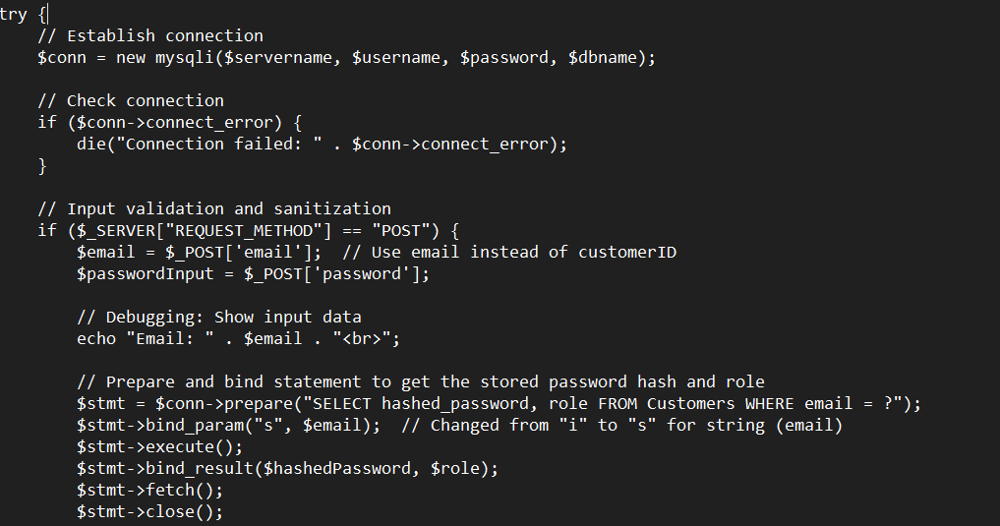 try {
// Establish connection
$conn = new mysqli($servername, $username, $password, $dbname);
// Check connection
if ($conn->connect_error) {
die("Connection failed: " . $conn->connect_error);
}
// Input validation and sanitization
if ($_SERVER["REQUEST_METHOD"] == "POST") {
$email = $_POST['email'];  // Use email instead of customerID
$passwordInput = $_POST['password'];
// Debugging: Show input data
echo "Email: " . $email . "<br>";
// Prepare and bind statement to get the stored password hash and role
$stmt = $conn->prepare("SELECT hashed_password, role FROM Customers WHERE email = ?");
$stmt->bind_param("s", $email);  // Changed from "i" to "s" for string (email)
$stmt->execute();
$stmt->bind_result($hashedPassword, $role);
$stmt->fetch();
$stmt->close();